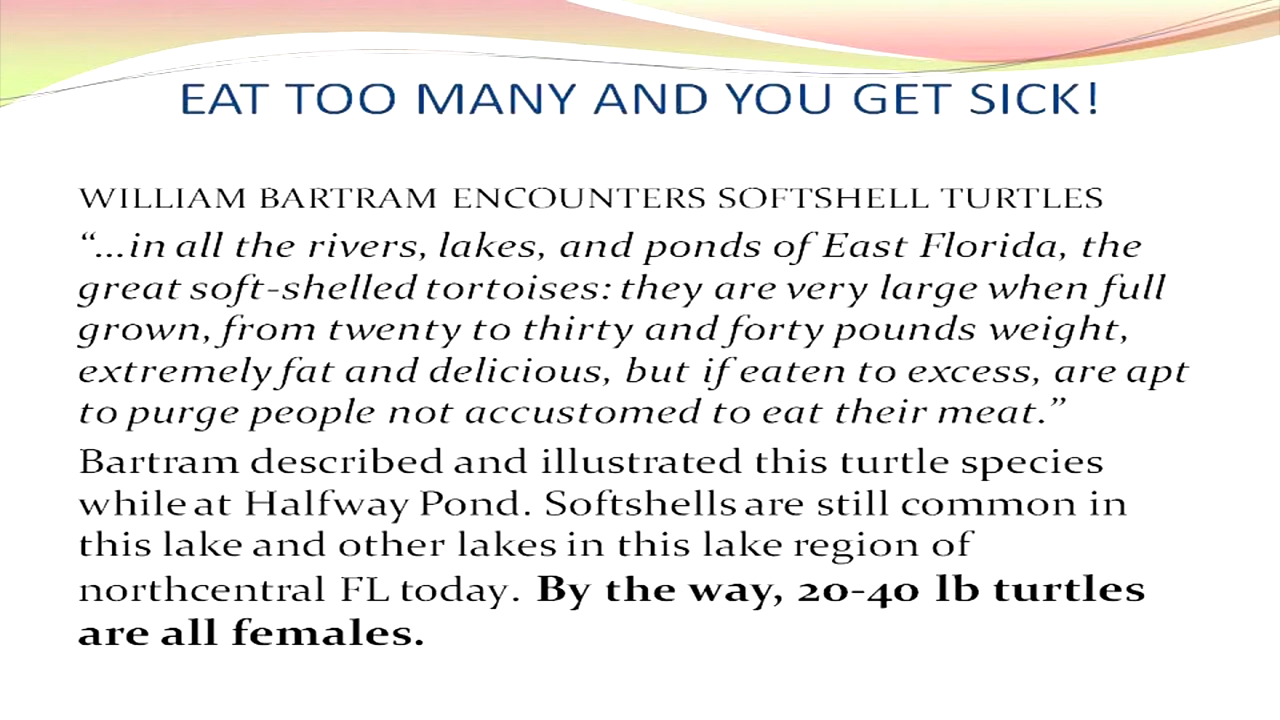 EAT TOO MANY AND YOU GET SICK!
WILLIAM BARTRAM ENCOUNTERS SOFTSHELL TURTLES
“...in all the rivers, lakes, and ponds of East Florida, the
great soft-shelled tortoises: they are very large when full
grown, from twenty to thirty and forty pounds weight,
extremely fat and delicious, but if eaten to excess, are apt
to purge people not accustomed to eat their meat.”
Bartram described and illustrated this turtle species
while at Halfway Pond. Softshells are still common in
this lake and other lakes in this lake region of
northcentral FL today. By the way, 20-40 lb turtles
are all females.